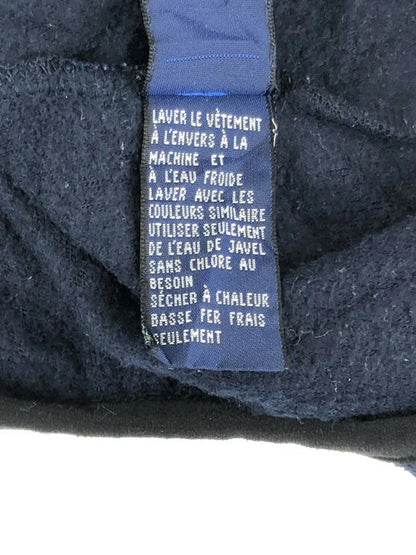 LAVER LE VÊTEMENT
À L'ENVERS À LA
MACHINE ET
À L'EAU FROIDE
LAVER AVEC LES
COULEURS SIMILAIRE
UTILISER SEULEMENT
DE L'EAU DE JAVEL
SANS CHLORE AU
BESOIN
SÉCHER À CHALEUR
BASSE FER FRAIS
SEULEMENT